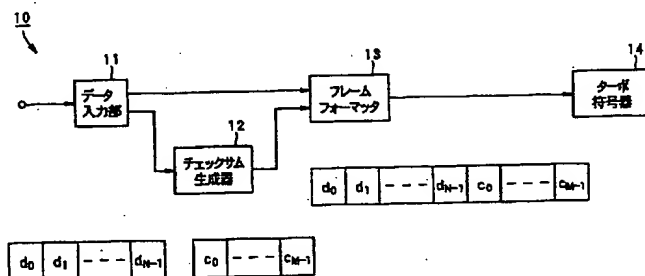 10
11
データ
入力部
12
チェックサム
生成器
13
フレーム
フォーマッタ
14
ターボ
符号器
d0 d1 --- dN-1 c0 --- cM-1
d0 d1 --- dN-1 c0 --- cM-1